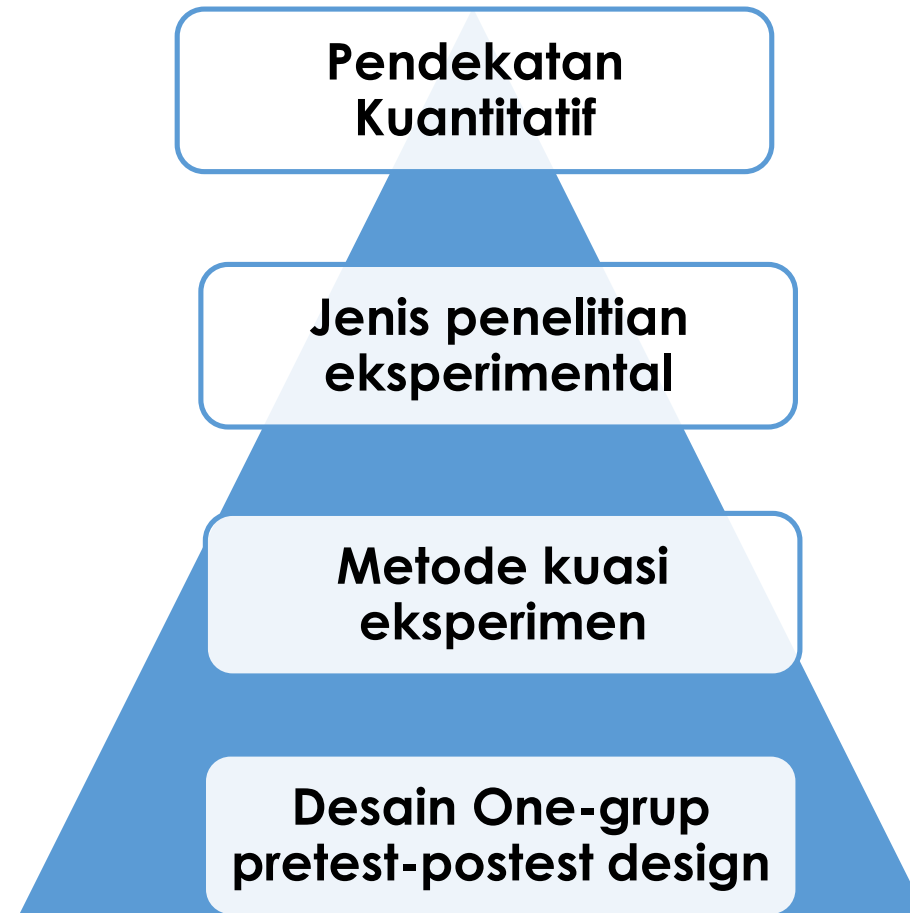 Pendekatan
Kuantitatif
Jenis penelitian
eksperimental
Metode kuasi
eksperimen
Desain One-grup
pretest-postest design